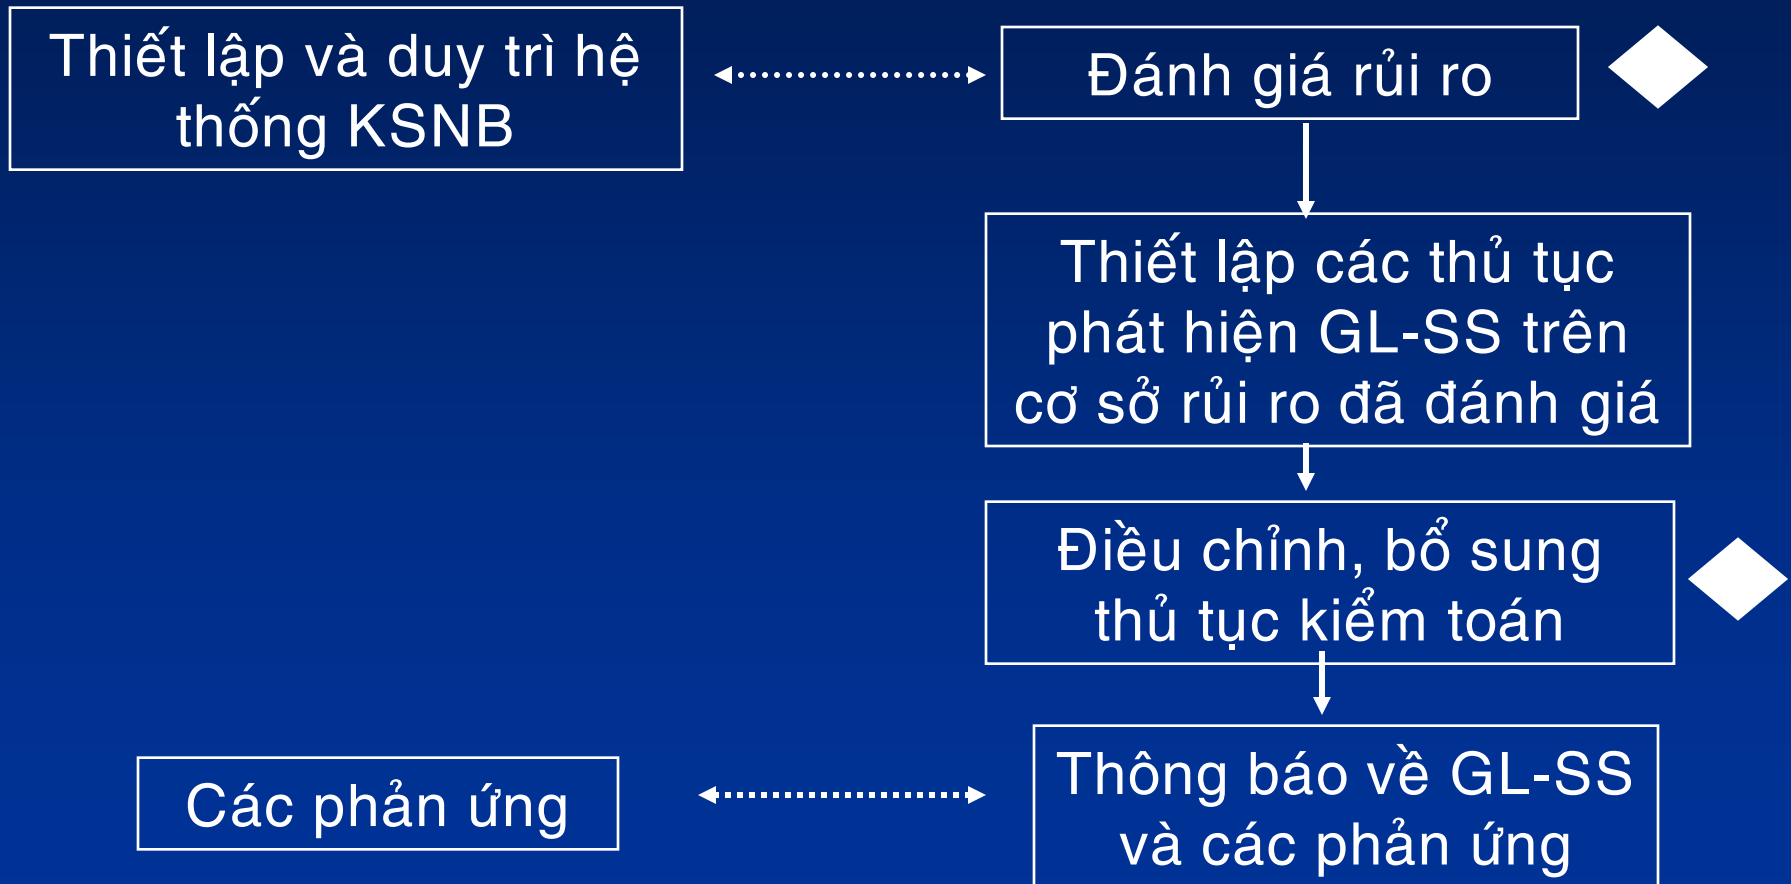 Thiết lập và duy trì hệ
thống KSNB
Đánh giá rủi ro
Thiết lập các thủ tục
phát hiện GL-SS trên
cơ sở rủi ro đã đánh giá
Điều chỉnh, bổ sung
thủ tục kiểm toán
Các phản ứng
Thông báo về GL-SS
và các phản ứng